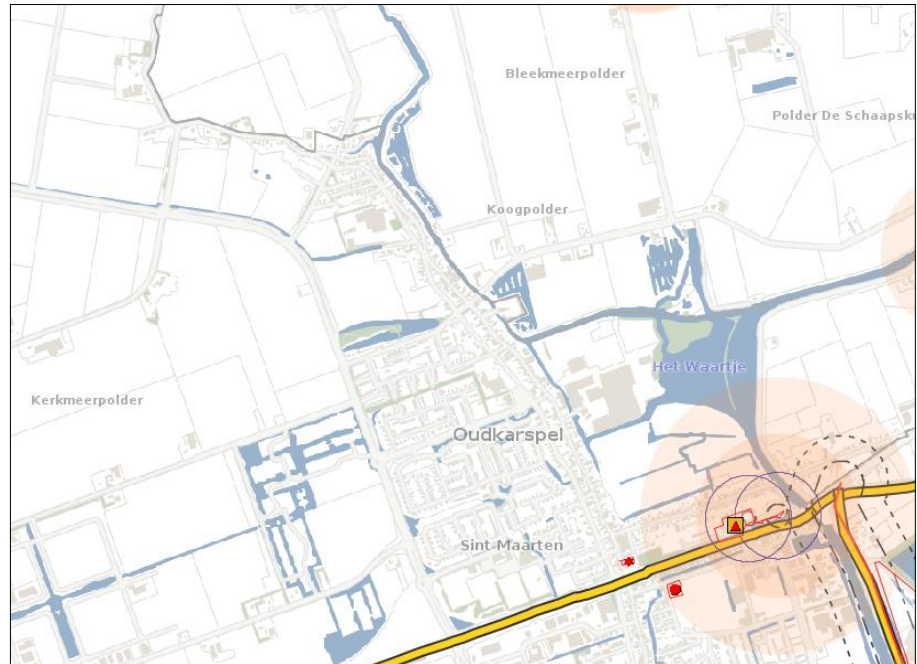 Bleekmeerpolder
Polder De Schaapsk
Koogpolder
Het Waartje
Kerkmeerpolder
Oudkarspel
Sint Maarten